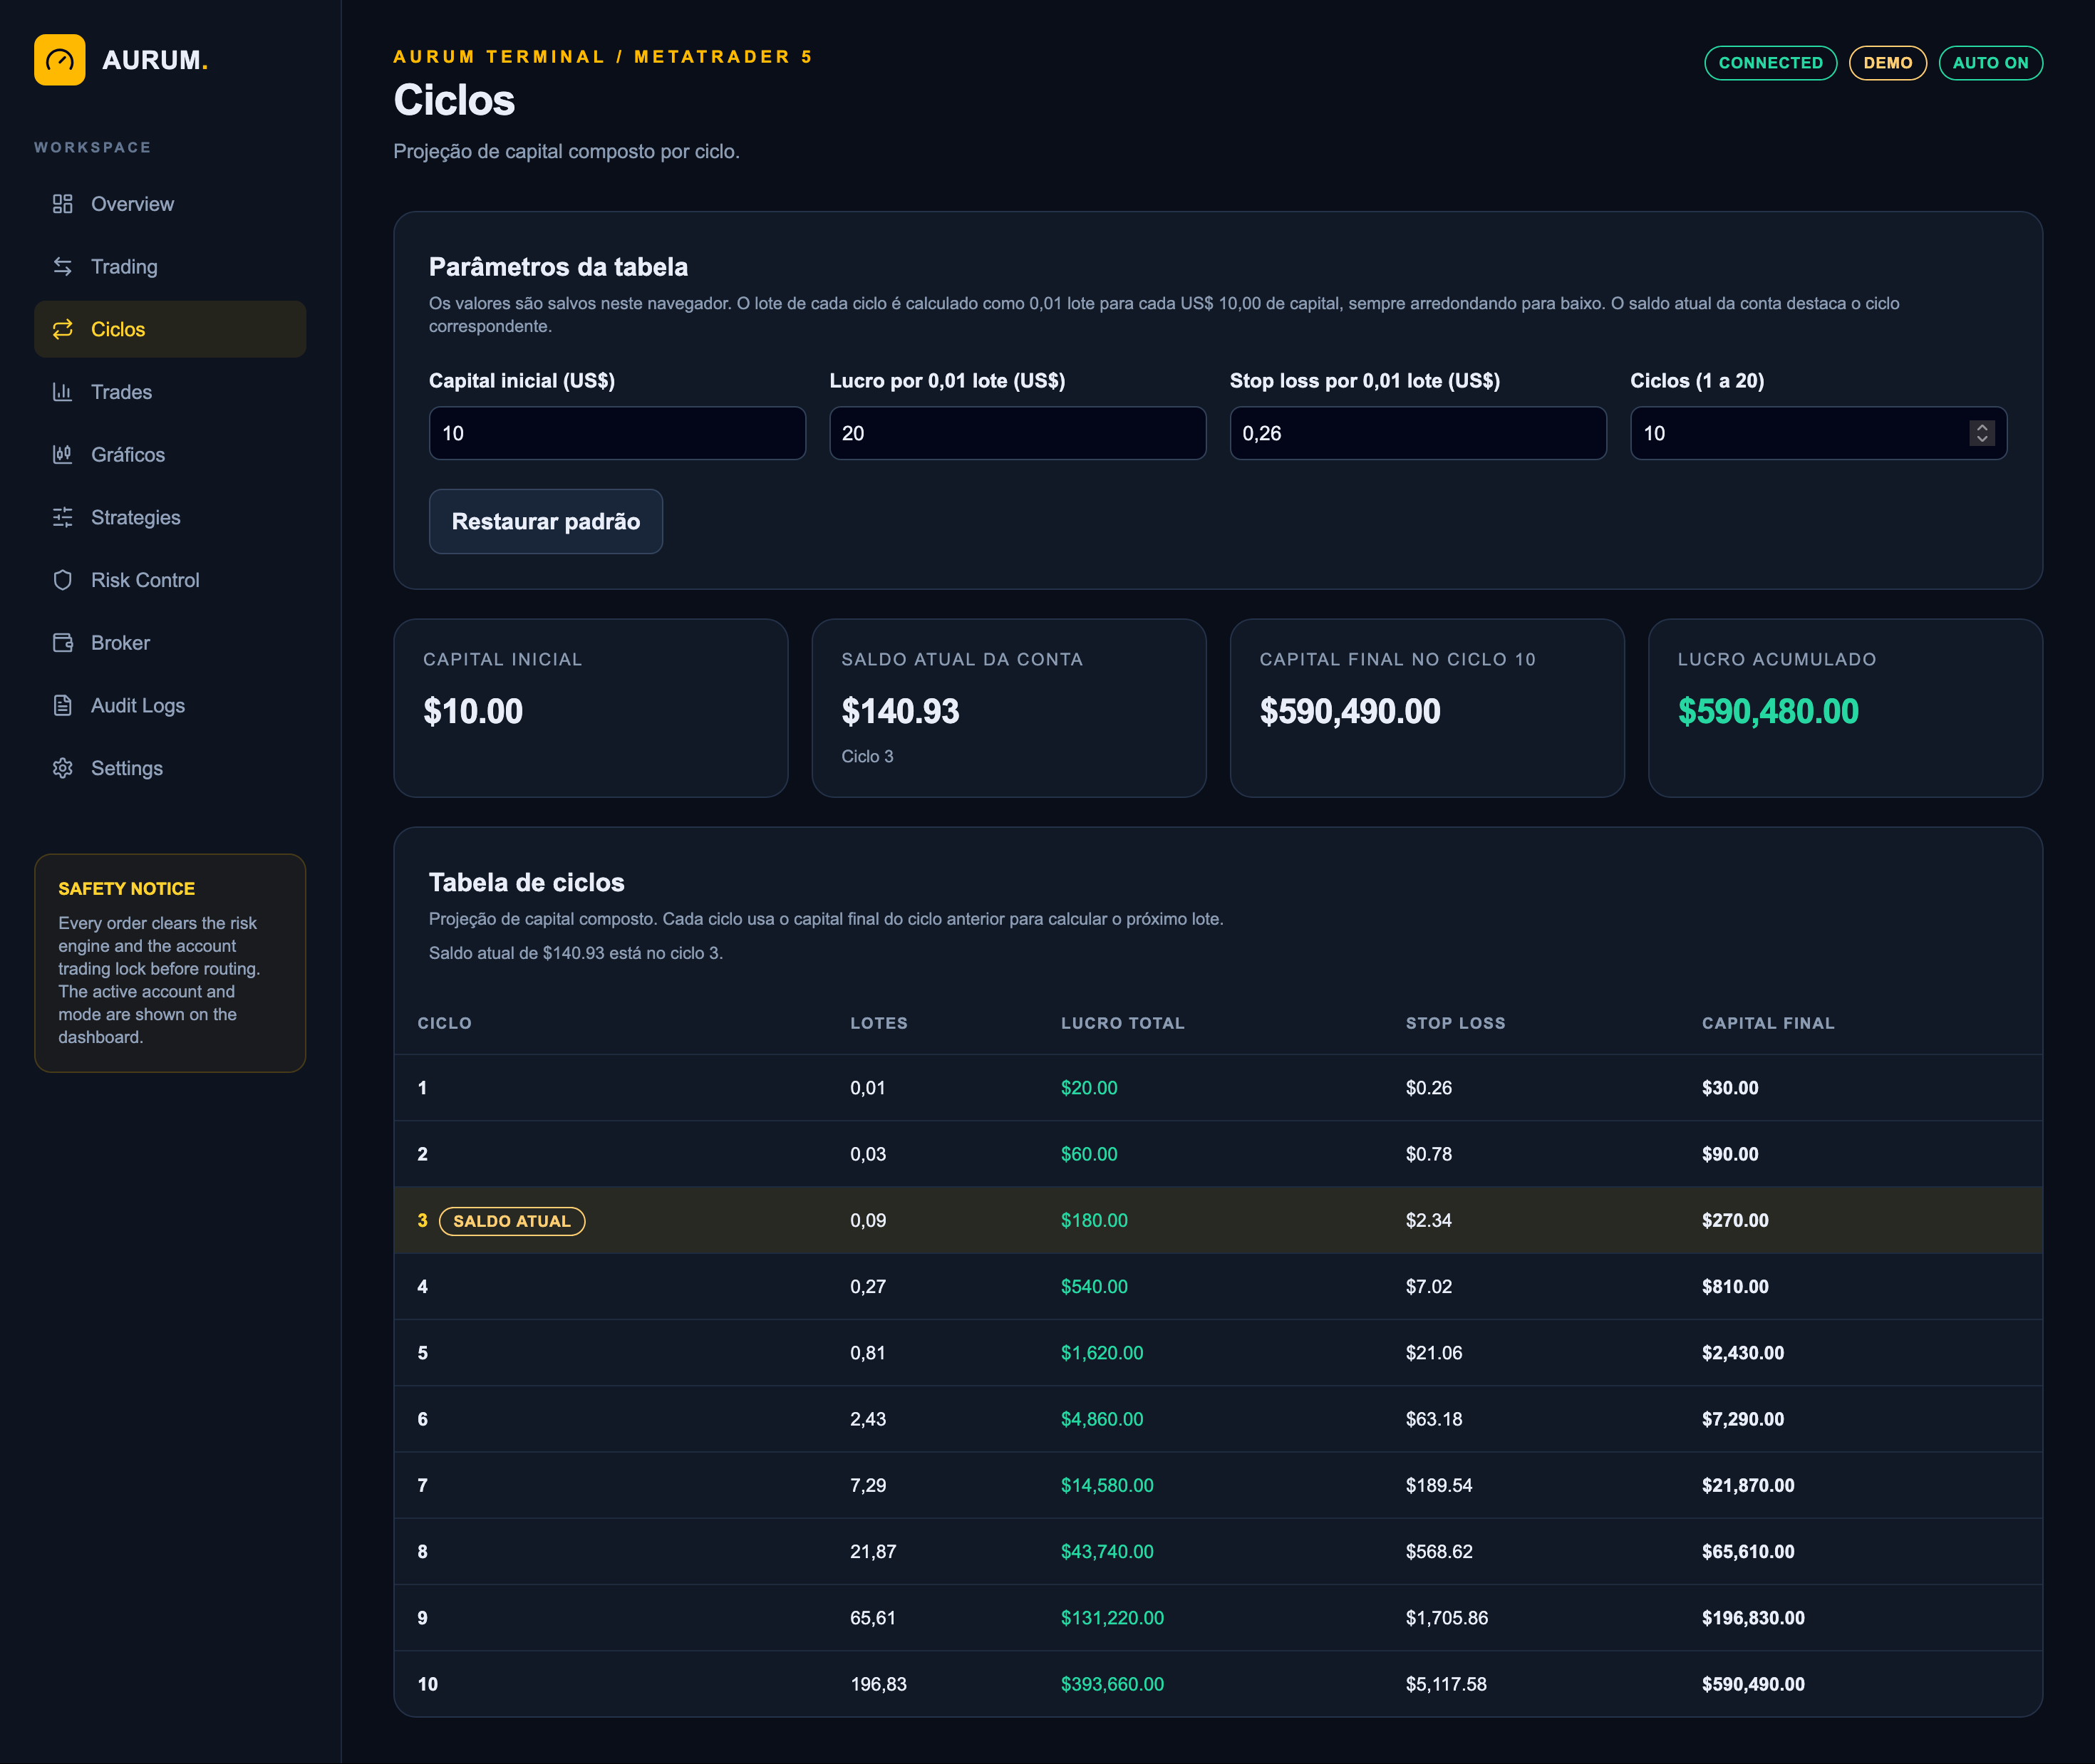 AURUM.
WORKSPACE
Overview
Trading
Ciclos
Trades
Gráficos
Strategies
Risk Control
Broker
Audit Logs
Settings
SAFETY NOTICE
Every order clears the risk
engine and the account
trading lock before routing.
The active account and
mode are shown on the
dashboard.
AURUM TERMINAL / METATRADER 5
Ciclos
Projeção de capital composto por ciclo.
CONNECTED DEMO AUTO ON
Parâmetros da tabela
Os valores são salvos neste navegador. O lote de cada ciclo é calculado como 0,01 lote para cada US$ 10,00 de capital, sempre arredondando para baixo. O saldo atual da conta destaca o ciclo
correspondente.
Capital inicial (US$) Lucro por 0,01 lote (US$) Stop loss por 0,01 lote (US$) Ciclos (1 a 20)
10 20 0,26 10
Restaurar padrão
CAPITAL INICIAL SALDO ATUAL DA CONTA CAPITAL FINAL NO CICLO 10 LUCRO ACUMULADO
$10.00 $140.93 $590,490.00 $590,480.00
Ciclo 3
Tabela de ciclos
Projeção de capital composto. Cada ciclo usa o capital final do ciclo anterior para calcular o próximo lote.
Saldo atual de $140.93 está no ciclo 3.
CICLO LOTES LUCRO TOTAL STOP LOSS CAPITAL FINAL
1 0,01 $20.00 $0.26 $30.00
2 0,03 $60.00 $0.78 $90.00
3 SALDO ATUAL 0,09 $180.00 $2.34 $270.00
4 0,27 $540.00 $7.02 $810.00
5 0,81 $1,620.00 $21.06 $2,430.00
6 2,43 $4,860.00 $63.18 $7,290.00
7 7,29 $14,580.00 $189.54 $21,870.00
8 21,87 $43,740.00 $568.62 $65,610.00
9 65,61 $131,220.00 $1,705.86 $196,830.00
10 196,83 $393,660.00 $5,117.58 $590,490.00